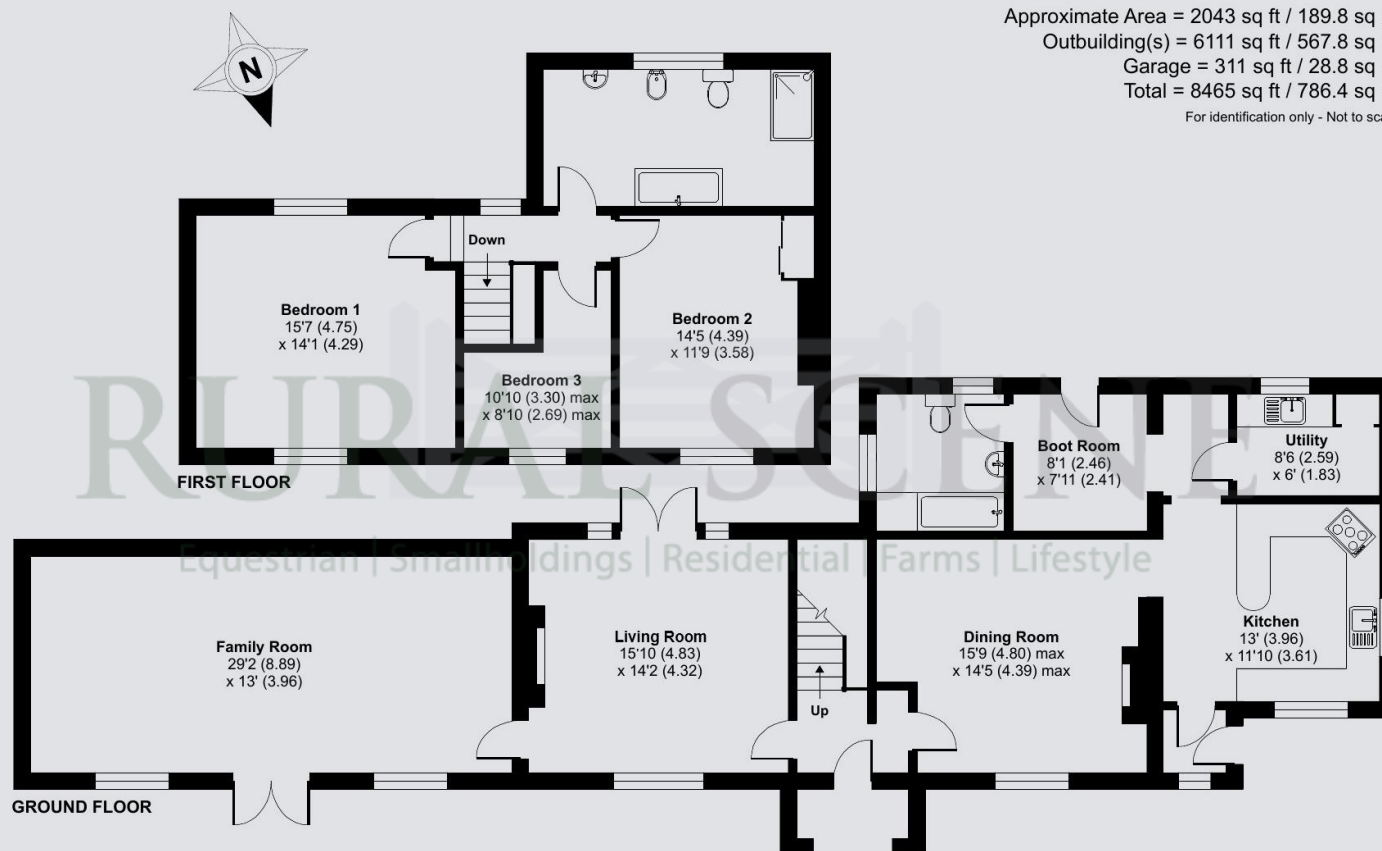 Approximate Area = 2043 sq ft / 189.8 sq
Outbuilding(s) = 6111 sq ft / 567.8 sq
Garage = 311 sq ft / 28.8 sq
Total = 8465 sq ft / 786.4 sq
For identification only - Not to sca
N
Down
Bedroom 1
15'7 (4.75)
x 14'1 (4.29)
Bedroom 2
14'5 (4.39)
x 11'9 (3.58)
Bedroom 3
10'10 (3.30) max
x 8'10 (2.69) max
RURAL SCENE
Equestrian | Smallholdings | Residential | Farms | Lifestyle
FIRST FLOOR
Boot Room
8'1 (2.46)
x 7'11 (2.41)
Utility
8'6 (2.59)
x 6' (1.83)
Family Room
29'2 (8.89)
x 13' (3.96)
Living Room
15'10 (4.83)
x 14'2 (4.32)
Up
Dining Room
15'9 (4.80) max
x 14'5 (4.39) max
Kitchen
13' (3.96)
x 11'10 (3.61)
GROUND FLOOR